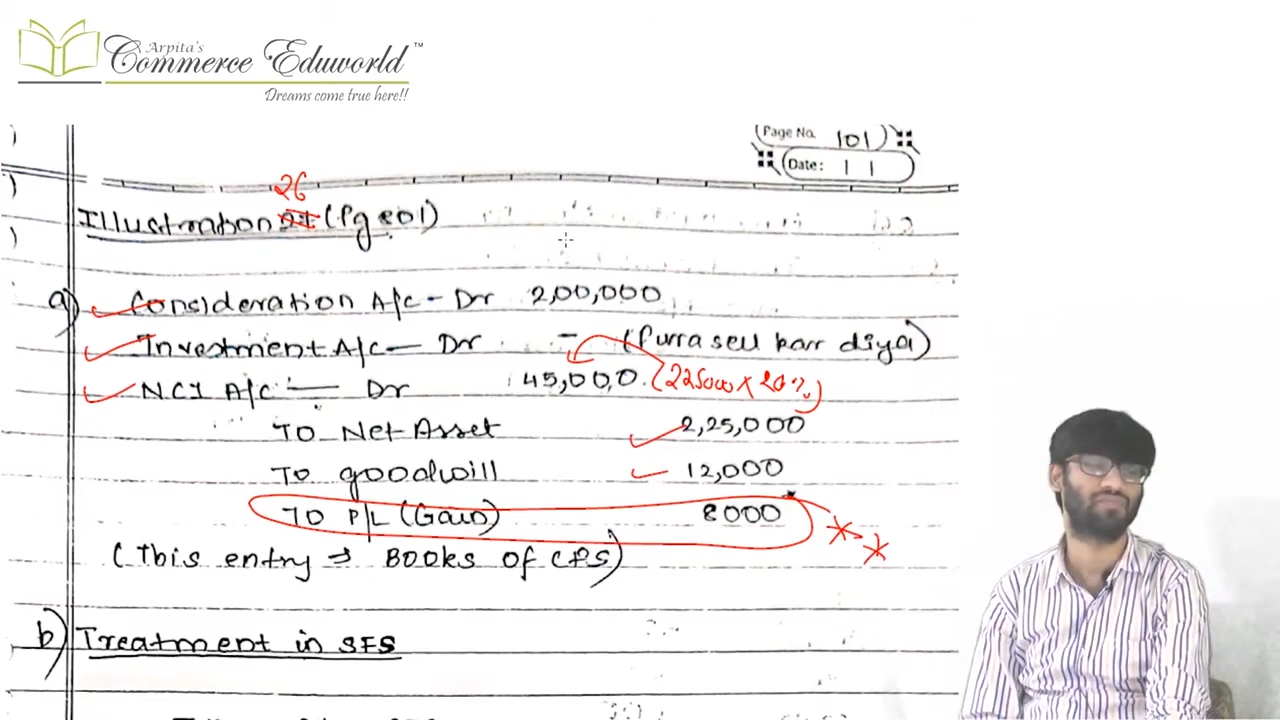 Arpita's
Commerce Eduworld™
Dreams come true here!!
Page No. 101
Date: | |
26
Illustration 21 (Pg 201)
a) Consideration A/c - Dr 2,00,000
Investment A/c - Dr - (Purra sell karr diya)
NCI A/c - Dr 45,000 (225000 x 20%)
To Net Asset 2,25,000
To goodwill 12,000
To P/L (Gain) 8000*
(This entry → Books of CFS)
b) Treatment in SFS